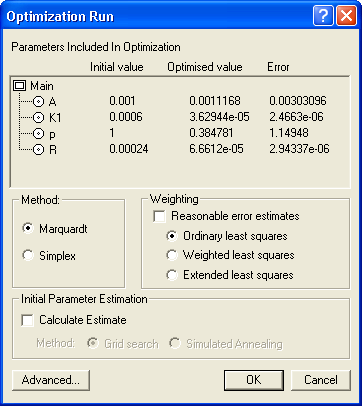 Optimization Run
Parameters Included In Optimization
Initial value Optimised value Error
Main
A 0.001 0.0011168 0.00303096
K1 0.0006 3.62944e-05 2.4663e-06
p 1 0.384781 1.14948
R 0.00024 6.6612e-05 2.94337e-06
Method:
Marquardt
Simplex
Weighting
Reasonable error estimates
Ordinary least squares
Weighted least squares
Extended least squares
Initial Parameter Estimation
Calculate Estimate
Method: Grid search Simulated Annealing
Advanced... OK Cancel